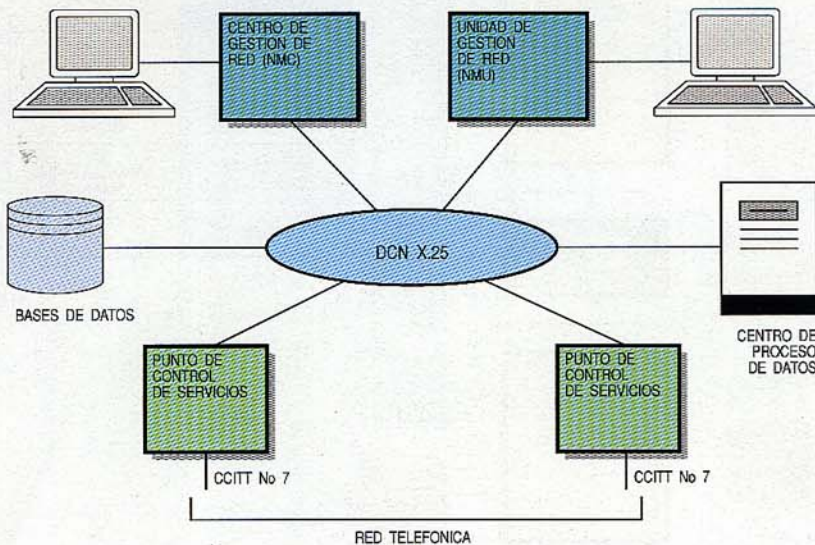 CENTRO DE
GESTION DE
RED (NMC)
UNIDAD DE
GESTION
DE RED
(NMU)
DCN X.25
BASES DE DATOS
CENTRO DE
PROCESO
DE DATOS
PUNTO DE
CONTROL
DE SERVICIOS
PUNTO DE
CONTROL
DE SERVICIOS
CCITT No 7
CCITT No 7
RED TELEFONICA